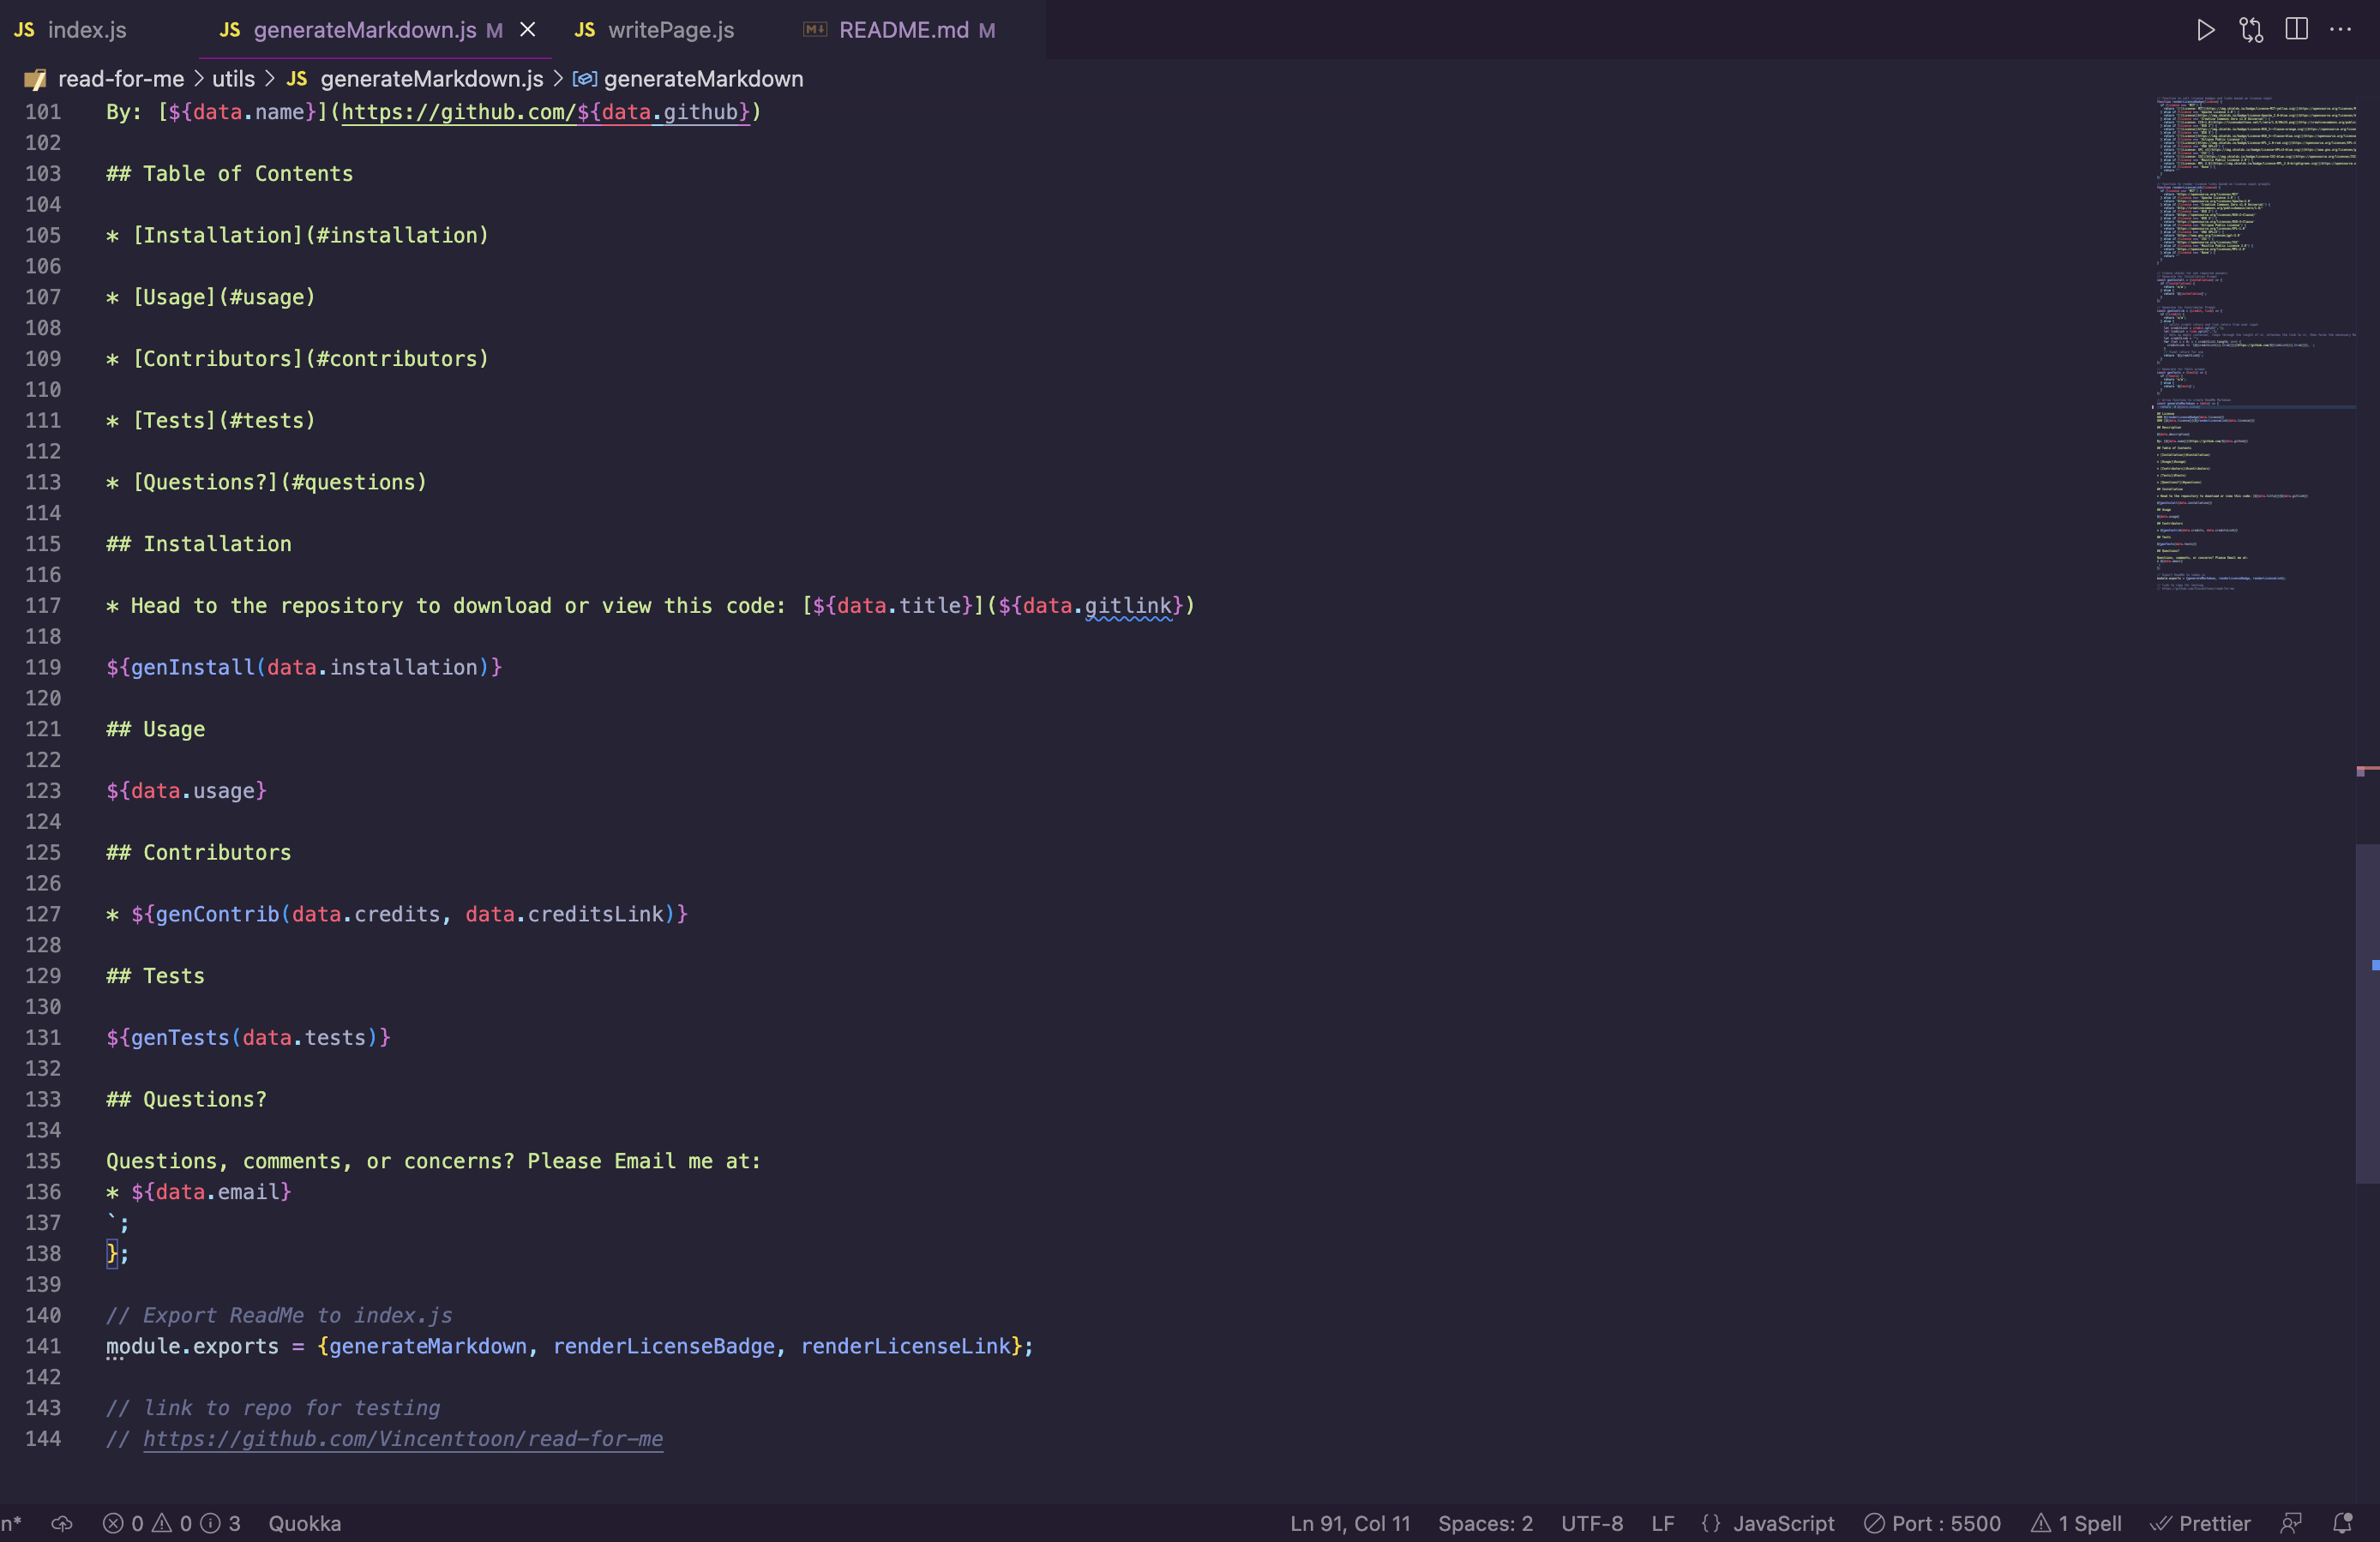 JS index.js JS generateMarkdown.js M JS writePage.js README.md M
read-for-me > utils > JS generateMarkdown.js > generateMarkdown
101 By: [${data.name}](https://github.com/${data.github})
102
103 ## Table of Contents
104
105 * [Installation](#installation)
106
107 * [Usage](#usage)
108
109 * [Contributors](#contributors)
110
111 * [Tests](#tests)
112
113 * [Questions?](#questions)
114
115 ## Installation
116
117 * Head to the repository to download or view this code: [${data.title}](${data.gitlink})
118
119 ${genInstall(data.installation)}
120
121 ## Usage
122
123 ${data.usage}
124
125 ## Contributors
126
127 * ${genContrib(data.credits, data.creditsLink)}
128
129 ## Tests
130
131 ${genTests(data.tests)}
132
133 ## Questions?
134
135 Questions, comments, or concerns? Please Email me at:
136 * ${data.email}
137 `;
138 };
139
140 // Export ReadMe to index.js
141 module.exports = {generateMarkdown, renderLicenseBadge, renderLicenseLink};
142
143 // link to repo for testing
144 // https://github.com/Vincenttoon/read-for-me
n* 0 0 3 Quokka Ln 91, Col 11 Spaces: 2 UTF-8 LF {} JavaScript Port : 5500 1 Spell Prettier